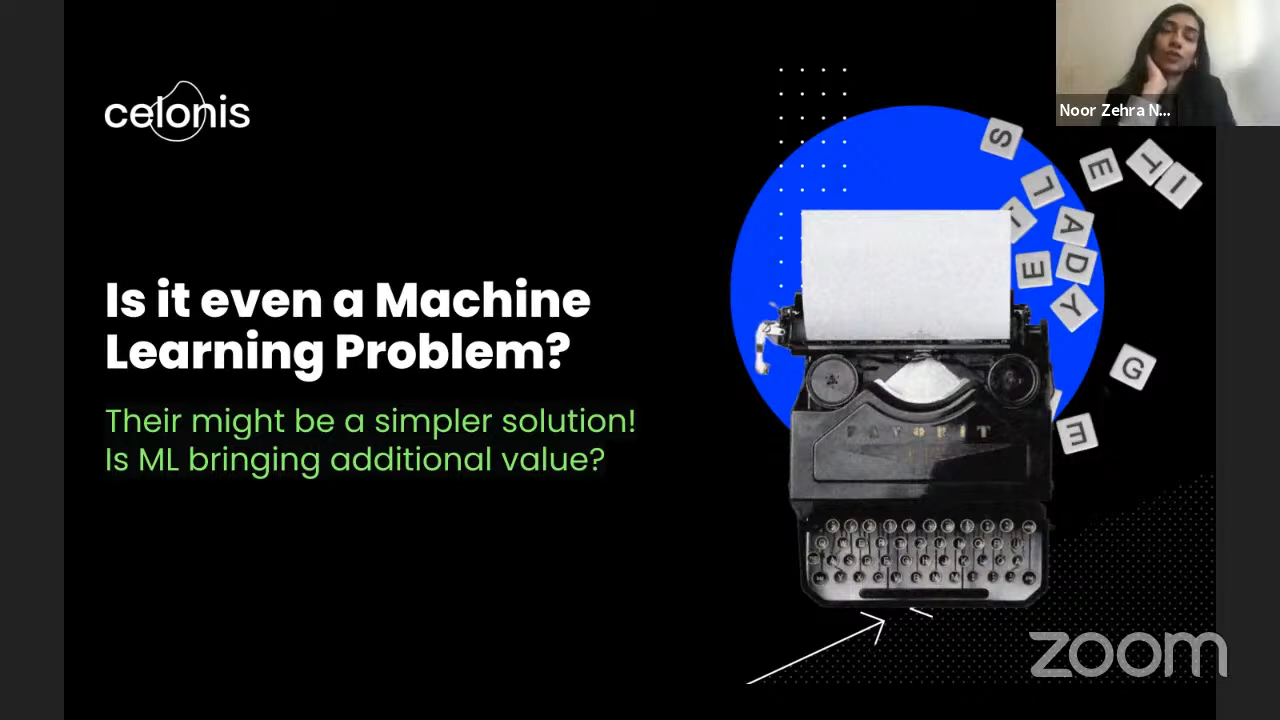 celonis
Noor Zehra N...
Is it even a Machine
Learning Problem?
Their might be a simpler solution!
Is ML bringing additional value?
S
E
T
I
L
A
E
D
Y
G
E
FAVORIT
zoom